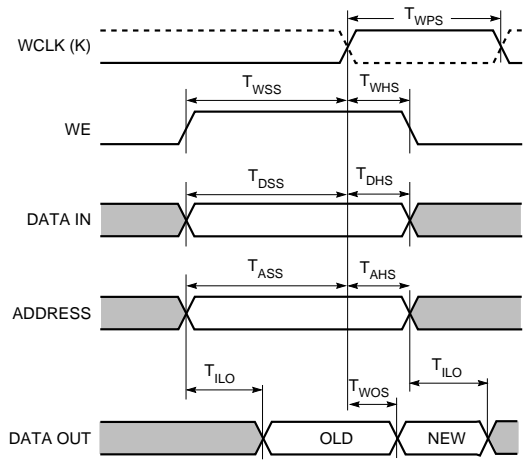 T_WPS
WCLK (K)
T_WSS T_WHS
WE
T_DSS T_DHS
DATA IN
T_ASS T_AHS
ADDRESS
T_ILO T_WOS T_ILO
DATA OUT OLD NEW